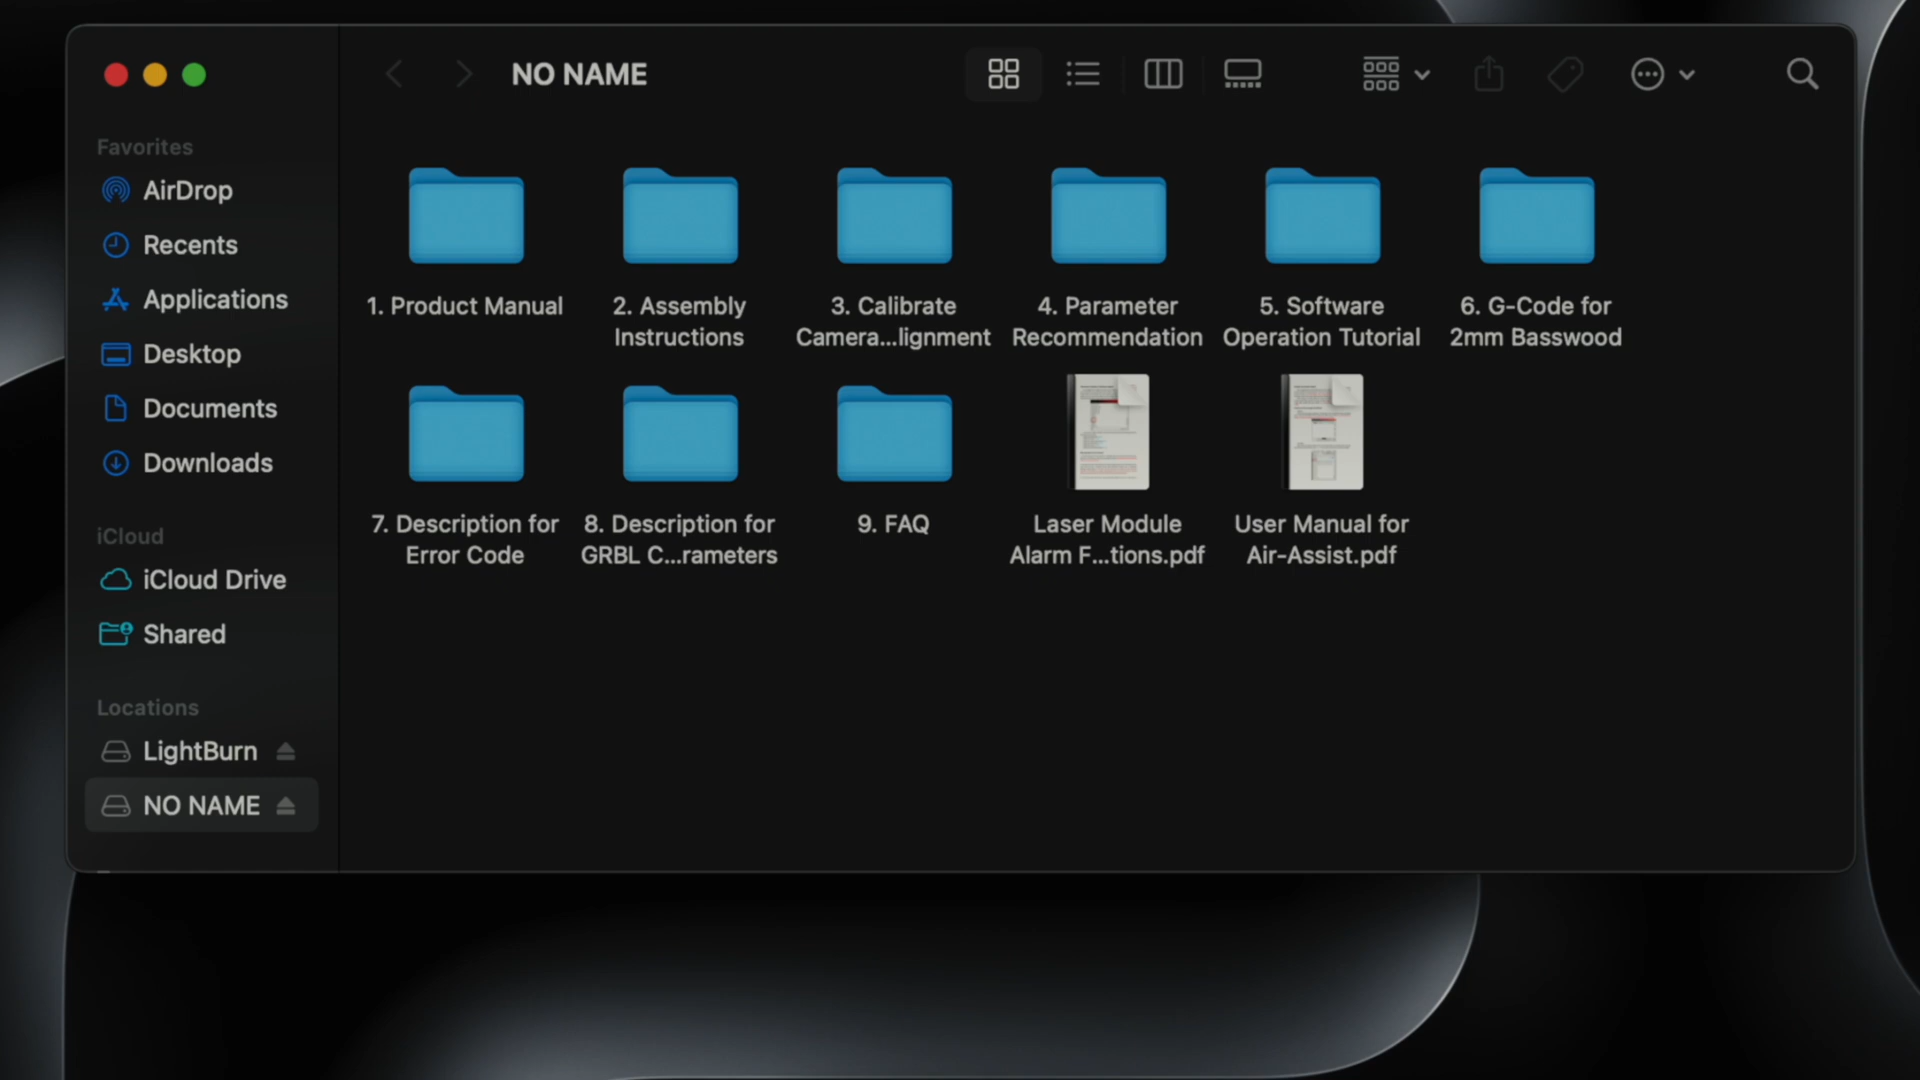 NO NAME
Favorites
AirDrop
Recents
Applications
Desktop
Documents
Downloads
iCloud
iCloud Drive
Shared
Locations
LightBurn
NO NAME
1. Product Manual
2. Assembly
Instructions
3. Calibrate
Camera...lignment
4. Parameter
Recommendation
5. Software
Operation Tutorial
6. G-Code for
2mm Basswood
7. Description for
Error Code
8. Description for
GRBL C...rameters
9. FAQ
Laser Module
Alarm F...tions.pdf
User Manual for
Air-Assist.pdf